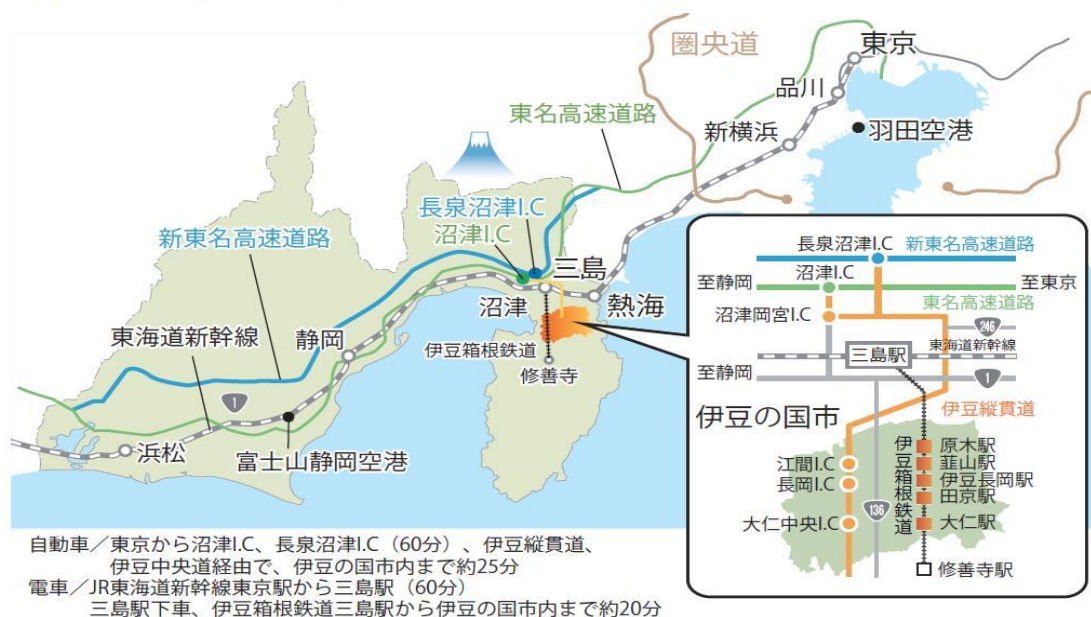 圏央道
東京
品川
東名高速道路
新横浜
羽田空港
長泉沼津I.C
沼津I.C
新東名高速道路
三島
沼津
熱海
東海道新幹線
静岡
伊豆箱根鉄道
修善寺
1
浜松
富士山静岡空港
長泉沼津I.C
新東名高速道路
沼津I.C
至静岡
至東京
東名高速道路
沼津岡宮I.C
246
東海道新幹線
三島駅
至静岡
1
伊豆の国市
伊豆縦貫道
伊豆箱根鉄道
原木駅
韮山駅
伊豆長岡駅
田京駅
大仁駅
江間I.C
長岡I.C
大仁中央I.C
136
修善寺駅
自動車／東京から沼津I.C、長泉沼津I.C（60分）、伊豆縦貫道、
伊豆中央道経由で、伊豆の国市内まで約25分
電車／JR東海道新幹線東京駅から三島駅（60分）
三島駅下車、伊豆箱根鉄道三島駅から伊豆の国市内まで約20分